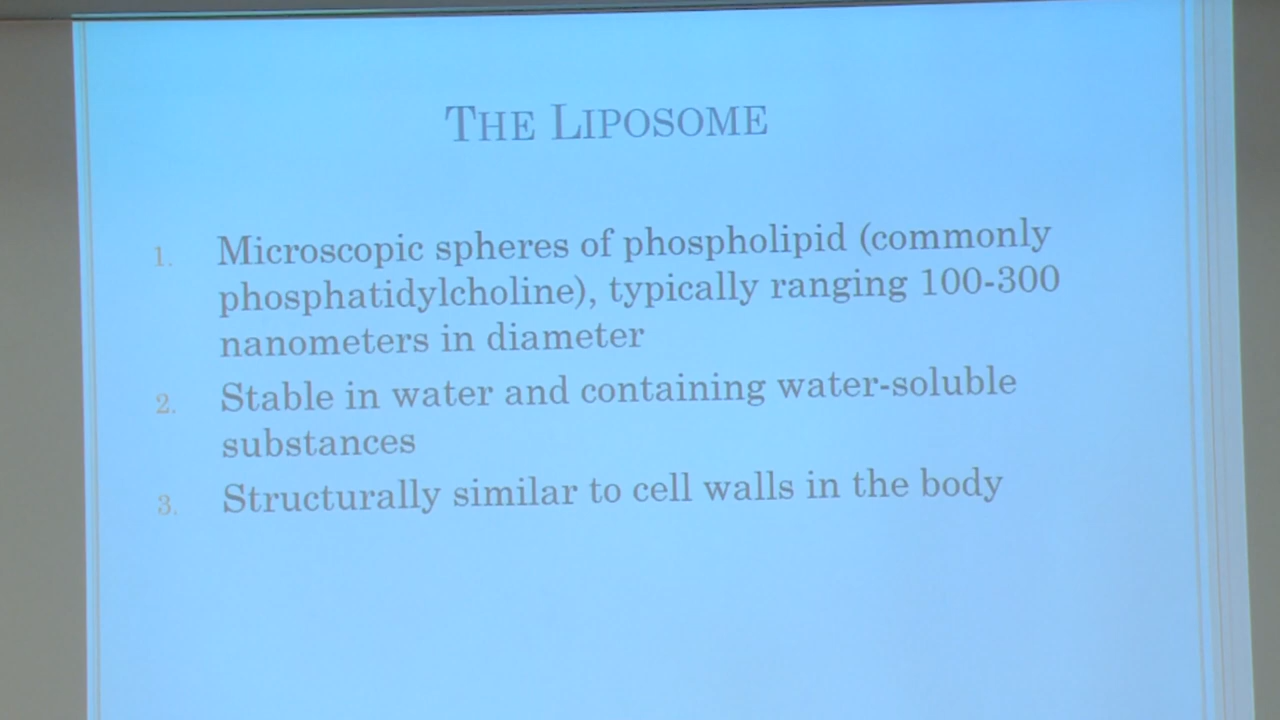 THE LIPOSOME
1. Microscopic spheres of phospholipid (commonly
phosphatidylcholine), typically ranging 100-300
nanometers in diameter
2. Stable in water and containing water-soluble
substances
3. Structurally similar to cell walls in the body